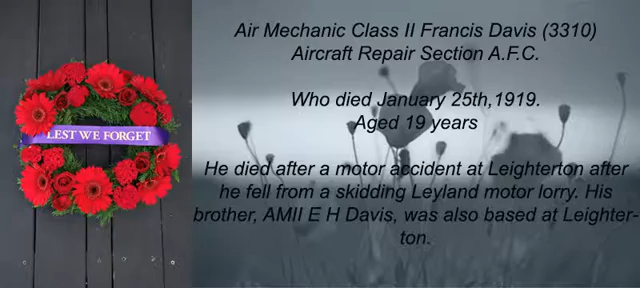 LEST WE FORGET
Air Mechanic Class II Francis Davis (3310)
Aircraft Repair Section A.F.C.
Who died January 25th,1919.
Aged 19 years
He died after a motor accident at Leighterton after
he fell from a skidding Leyland motor lorry. His
brother, AMII E H Davis, was also based at Leighter-
ton.